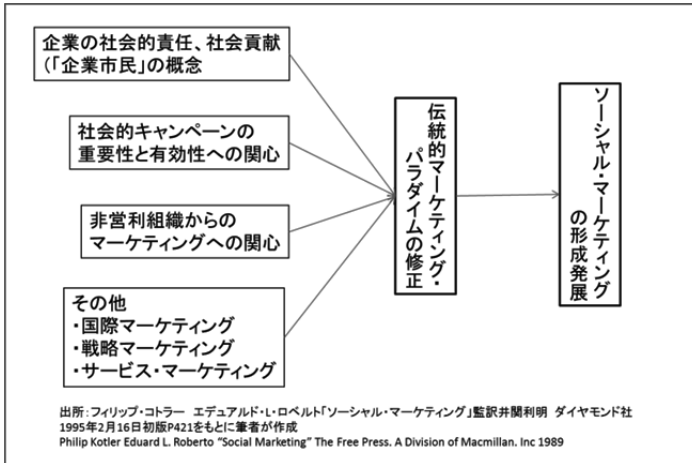 企業の社会的責任、社会貢献
(「企業市民」の概念
社会的キャンペーンの
重要性と有効性への関心
非営利組織からの
マーケティングへの関心
その他
・国際マーケティング
・戦略マーケティング
・サービス・マーケティング
伝統的マーケティング・
パラダイムの修正
ソーシャル・マーケティング
の形成発展
出所:フィリップ・コトラー エデュアルド・L・ロベルト「ソーシャル・マーケティング」監訳井関利明 ダイヤモンド社
1995年2月16日初版P421をもとに筆者が作成
Philip Kotler Eduard L. Roberto “Social Marketing” The Free Press. A Division of Macmillan. Inc 1989